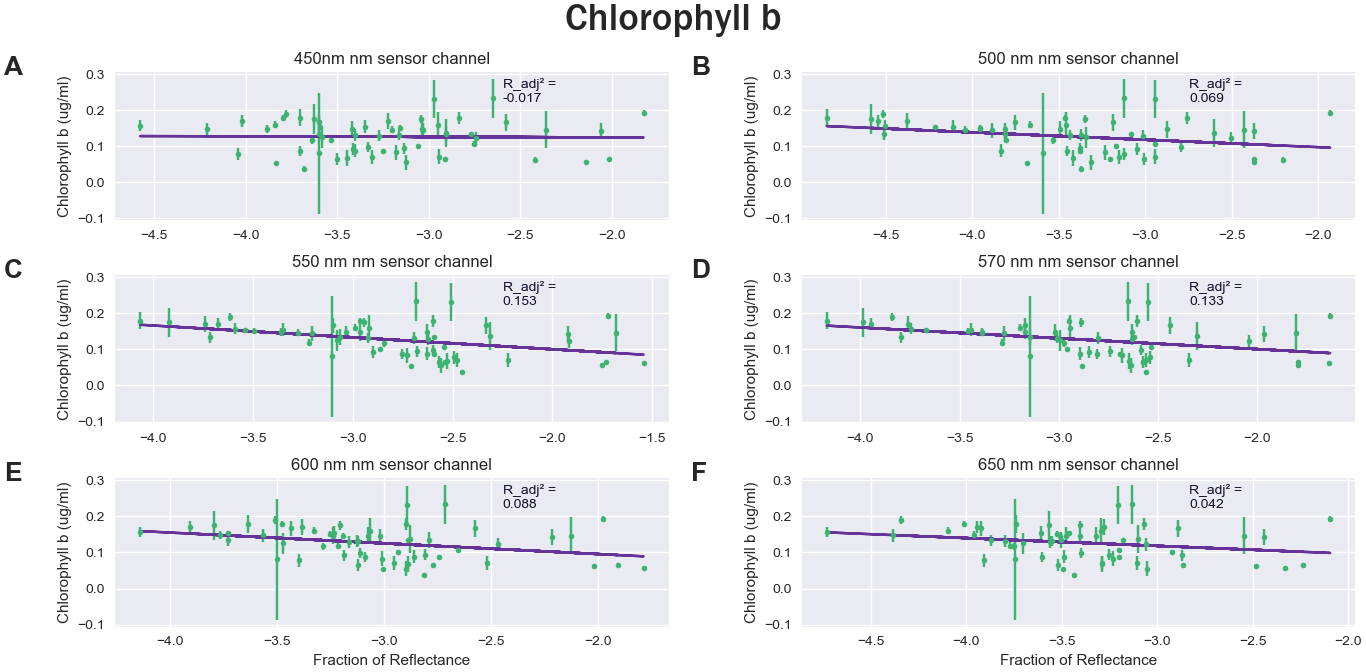 Chlorophyll b
A
450nm nm sensor channel
Chlorophyll b (ug/ml)
0.3
0.2
0.1
0.0
−0.1
R_adj² =
-0.017
−4.5 −4.0 −3.5 −3.0 −2.5 −2.0
B
500 nm nm sensor channel
Chlorophyll b (ug/ml)
0.3
0.2
0.1
0.0
−0.1
R_adj² =
0.069
−4.5 −4.0 −3.5 −3.0 −2.5 −2.0
C
550 nm nm sensor channel
Chlorophyll b (ug/ml)
0.3
0.2
0.1
0.0
−0.1
R_adj² =
0.153
−4.0 −3.5 −3.0 −2.5 −2.0 −1.5
D
570 nm nm sensor channel
Chlorophyll b (ug/ml)
0.3
0.2
0.1
0.0
−0.1
R_adj² =
0.133
−4.0 −3.5 −3.0 −2.5 −2.0
E
600 nm nm sensor channel
Chlorophyll b (ug/ml)
0.3
0.2
0.1
0.0
−0.1
R_adj² =
0.088
−4.0 −3.5 −3.0 −2.5 −2.0
Fraction of Reflectance
F
650 nm nm sensor channel
Chlorophyll b (ug/ml)
0.3
0.2
0.1
0.0
−0.1
R_adj² =
0.042
−4.5 −4.0 −3.5 −3.0 −2.5 −2.0
Fraction of Reflectance